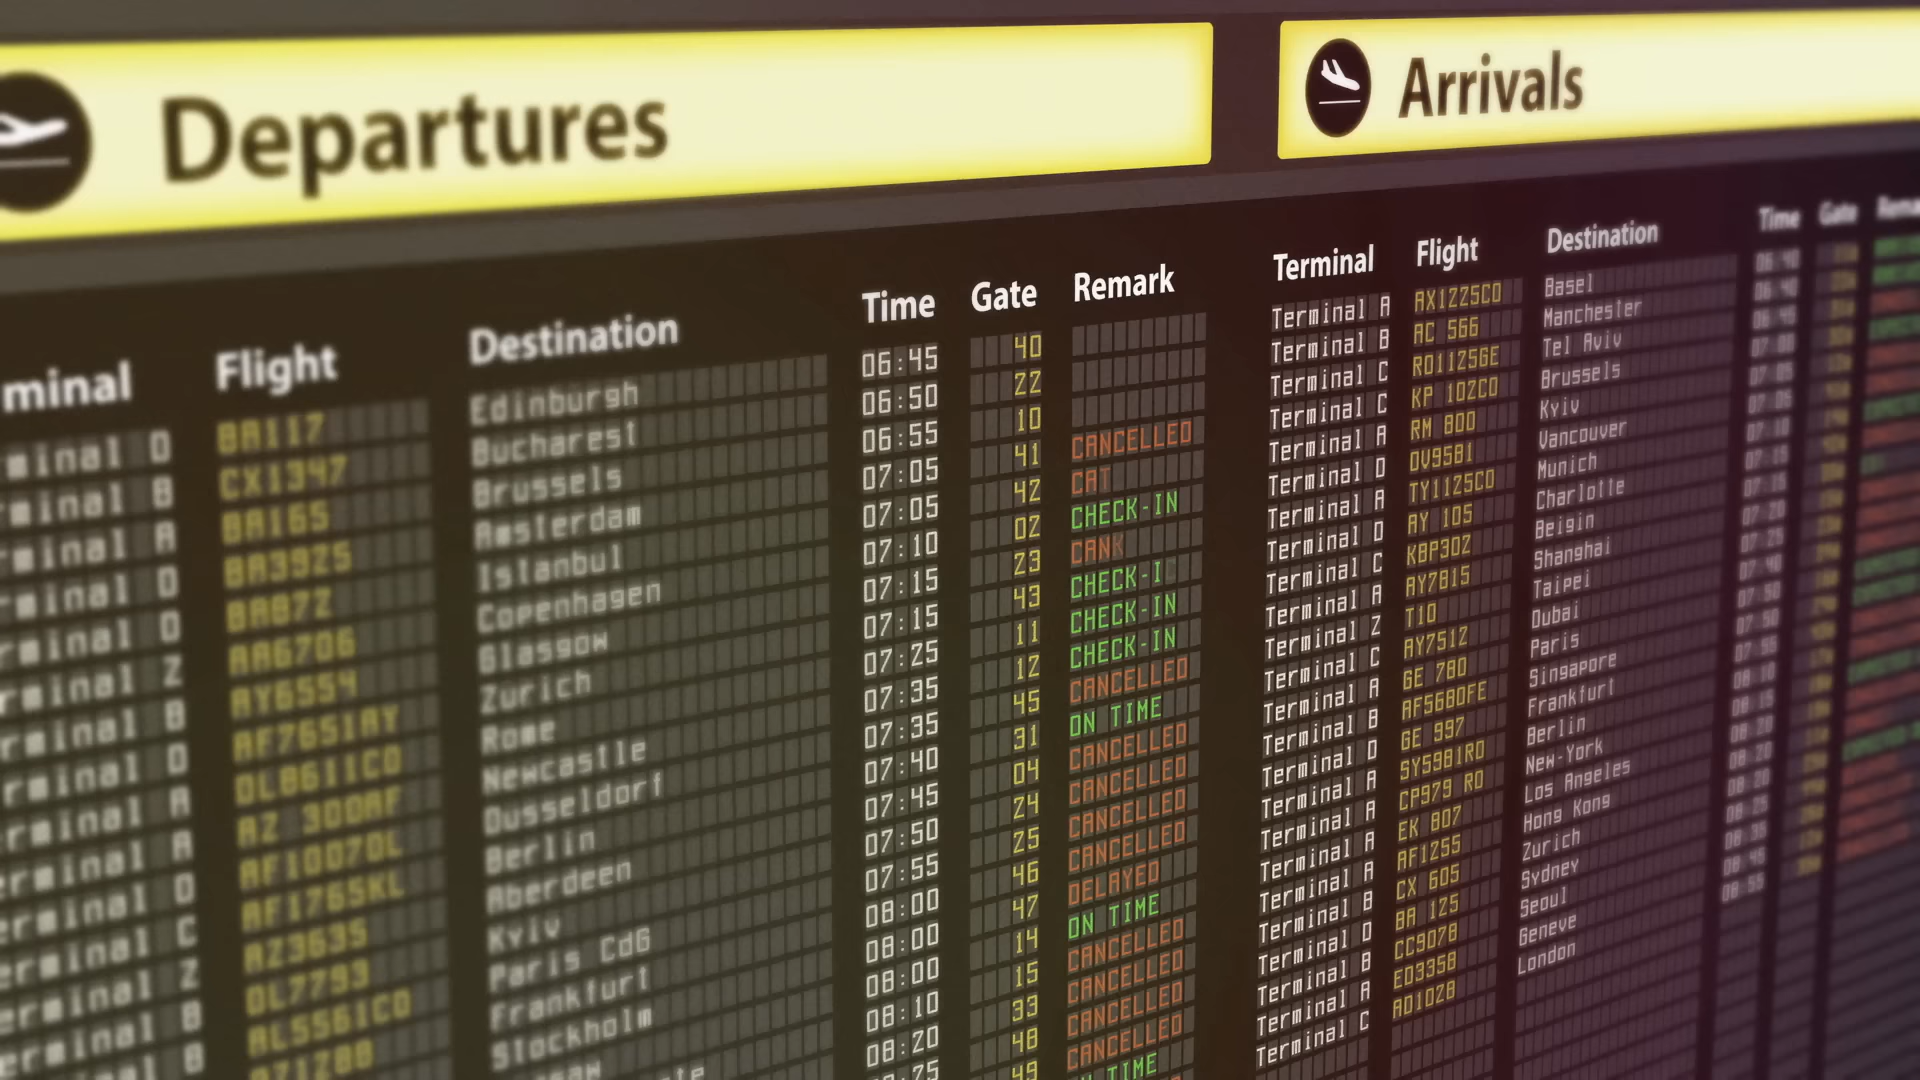 Departures
Flight Destination Time Gate Remark
BA117 Edinburgh 06:45 40
CX1347 Bucharest 06:50 22
BA165 Brussels 06:55 10
BA3925 Amsterdam 07:05 41 CANCELLED
BA872 Istanbul 07:05 42 CAT
AA6706 Copenhagen 07:10 02 CHECK-IN
AY6554 Glasgow 07:15 23 CANK
AF7651AY Zurich 07:15 43 CHECK-I
DL8611CO Rome 07:25 11 CHECK-IN
AZ 300AF Newcastle 07:35 12 CHECK-IN
AF1007DL Dusseldorf 07:35 45 CANCELLED
AF1765KL Berlin 07:40 31 ON TIME
AZ3635 Aberdeen 07:45 04 CANCELLED
DL7793 Kyiv 07:50 24 CANCELLED
AL5561CO Paris CdG 07:55 25 CANCELLED
Frankfurt 08:00 46 CANCELLED
Stockholm 08:00 47 DELAYED
08:00 14 ON TIME
08:10 15 CANCELLED
08:20 33 CANCELLED
48 CANCELLED
49 CANCELLED
TIME
Arrivals
Terminal Flight Destination Time Gate
Terminal A AX1225CO Basel
Terminal B AC 566 Manchester
Terminal C RO1125GE Tel Aviv
Terminal C KP 102CO Brussels
Terminal A RM 800 Kyiv
Terminal D OV9581 Vancouver
Terminal A TY1125CO Munich
Terminal D AY 105 Charlotte
Terminal C KBP302 Beigin
Terminal A AY7815 Shanghai
Terminal Z T10 Taipei
Terminal C AY7512 Dubai
Terminal A GE 780 Paris
Terminal B AF5680FE Singapore
Terminal D GE 997 Frankfurt
Terminal A SY5981RO Berlin
Terminal A CP979 RO New-York
Terminal A EK 807 Los Angeles
Terminal A AF1255 Hong Kong
Terminal B CX 605 Zurich
Terminal D BA 125 Sydney
Terminal B CC9078 Seoul
Terminal A ED3358 Geneve
Terminal C AO1028 London